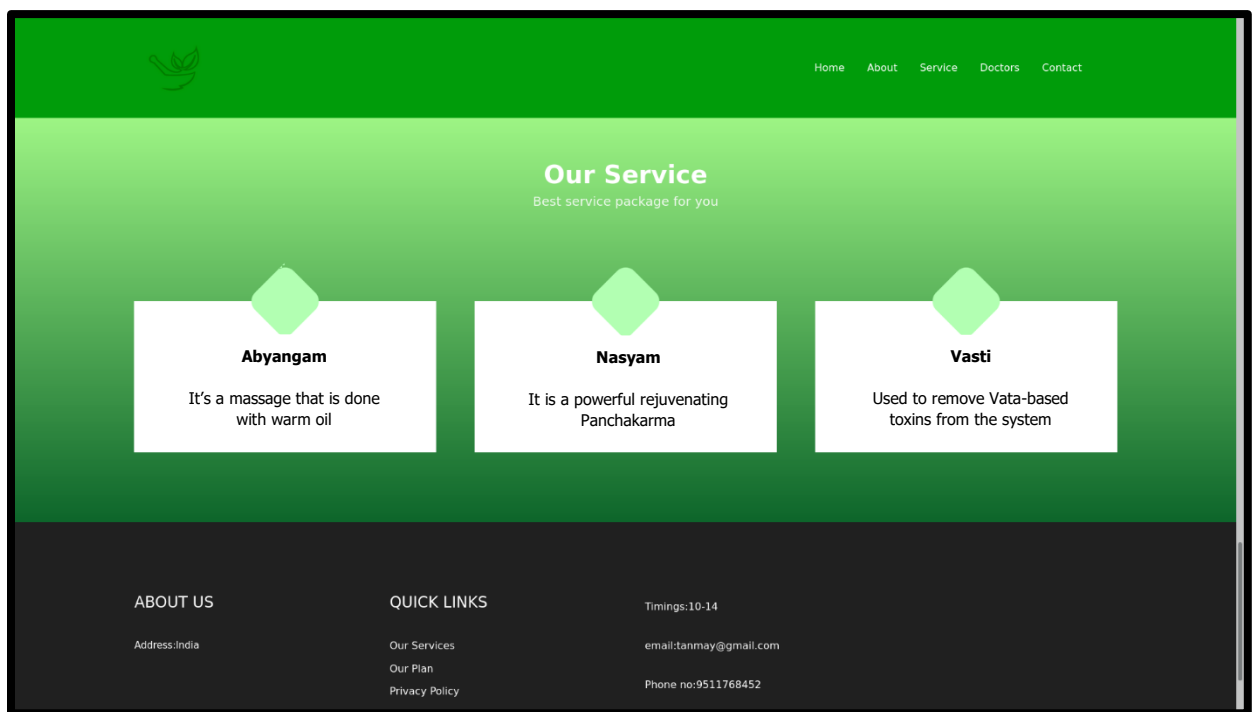 Home About Service Doctors Contact
Our Service
Best service package for you
Abyangam
It’s a massage that is done
with warm oil
Nasyam
It is a powerful rejuvenating
Panchakarma
Vasti
Used to remove Vata-based
toxins from the system
ABOUT US
Address:India
QUICK LINKS
Our Services
Our Plan
Privacy Policy
Timings:10-14
email:tanmay@gmail.com
Phone no:9511768452